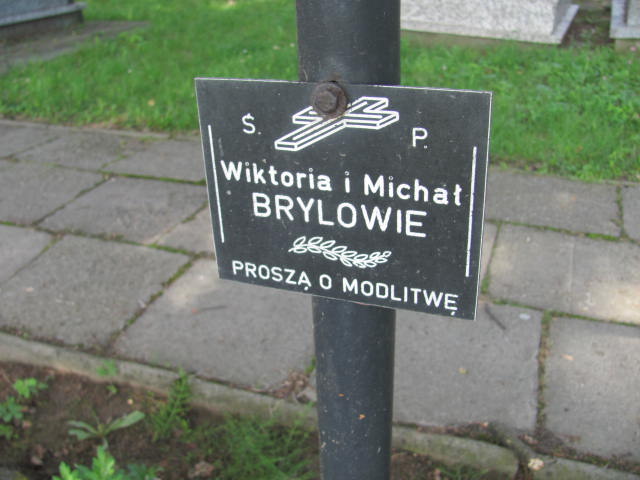 Ś. P.
Wiktoria i Michał
BRYLOWIE
PROSZĄ O MODLITWĘ